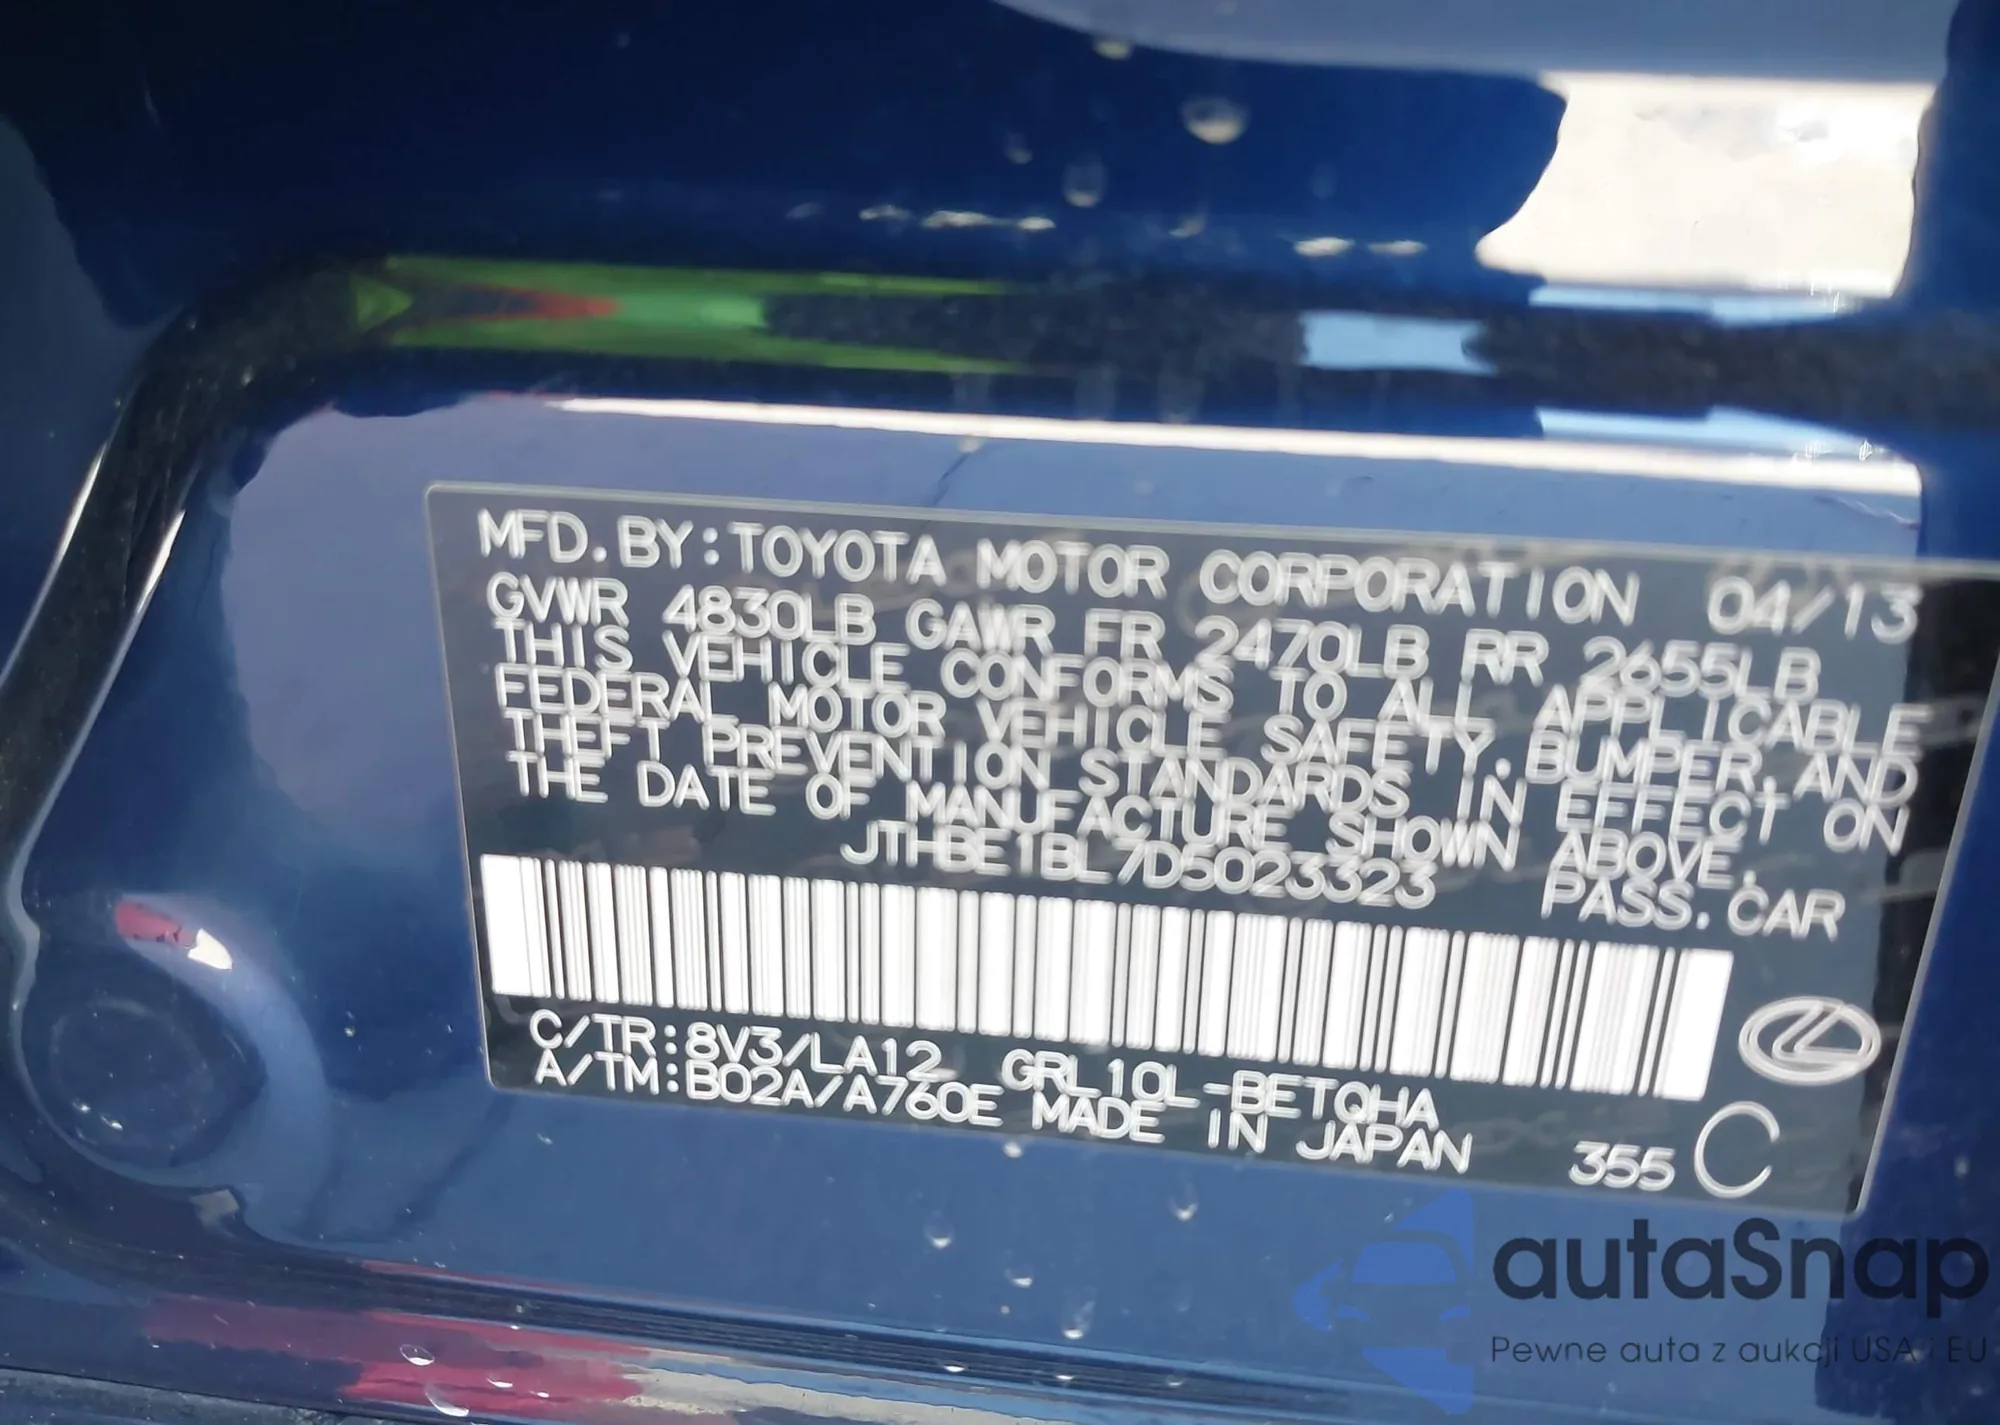 MFD. BY: TOYOTA MOTOR CORPORATION 04/13
GVWR 4830LB GAWR FR 2470LB RR 2655LB
THIS VEHICLE CONFORMS TO ALL APPLICABLE
FEDERAL MOTOR VEHICLE SAFETY, BUMPER, AND
THEFT PREVENTION STANDARDS IN EFFECT ON
THE DATE OF MANUFACTURE SHOWN ABOVE.
JTHBE1BL7D5023323 PASS. CAR
C/TR: 8V3/LA12 GRL10L-BETQHA
A/TM: B02A/A760E MADE IN JAPAN 355 C
autaSnap
Pewne auta z aukcji USA i EU